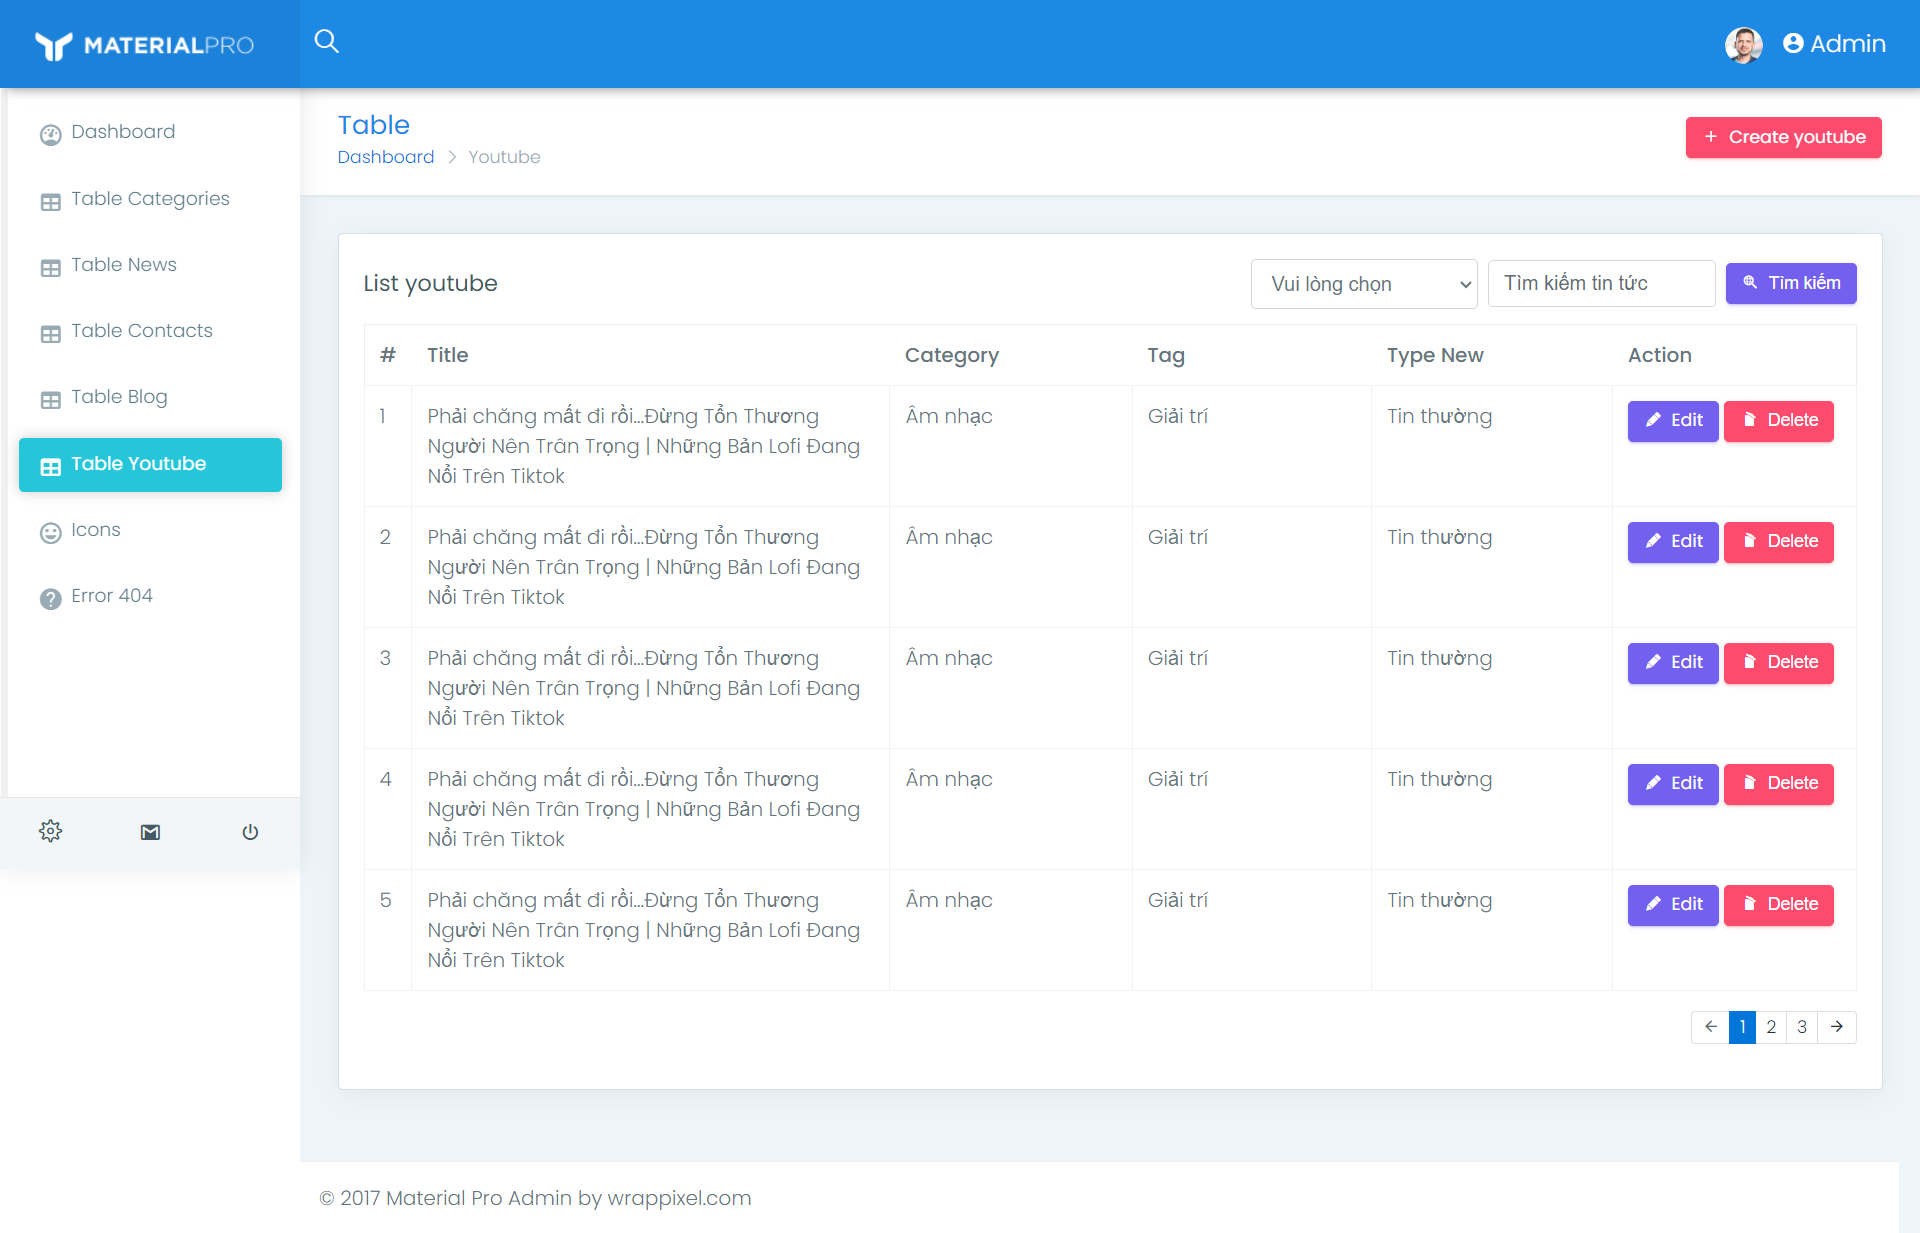 MATERIALPRO
Admin
Dashboard
Table Categories
Table News
Table Contacts
Table Blog
Table Youtube
Icons
Error 404
Table
Dashboard > Youtube
+ Create youtube
List youtube
Vui lòng chọn
Tìm kiếm tin tức
Tìm kiếm
# Title Category Tag Type New Action
1 Phải chăng mất đi rồi...Đừng Tổn Thương Âm nhạc Giải trí Tin thường Edit Delete
Người Nên Trân Trọng | Những Bản Lofi Đang
Nổi Trên Tiktok
2 Phải chăng mất đi rồi...Đừng Tổn Thương Âm nhạc Giải trí Tin thường Edit Delete
Người Nên Trân Trọng | Những Bản Lofi Đang
Nổi Trên Tiktok
3 Phải chăng mất đi rồi...Đừng Tổn Thương Âm nhạc Giải trí Tin thường Edit Delete
Người Nên Trân Trọng | Những Bản Lofi Đang
Nổi Trên Tiktok
4 Phải chăng mất đi rồi...Đừng Tổn Thương Âm nhạc Giải trí Tin thường Edit Delete
Người Nên Trân Trọng | Những Bản Lofi Đang
Nổi Trên Tiktok
5 Phải chăng mất đi rồi...Đừng Tổn Thương Âm nhạc Giải trí Tin thường Edit Delete
Người Nên Trân Trọng | Những Bản Lofi Đang
Nổi Trên Tiktok
← 1 2 3 →
© 2017 Material Pro Admin by wrappixel.com